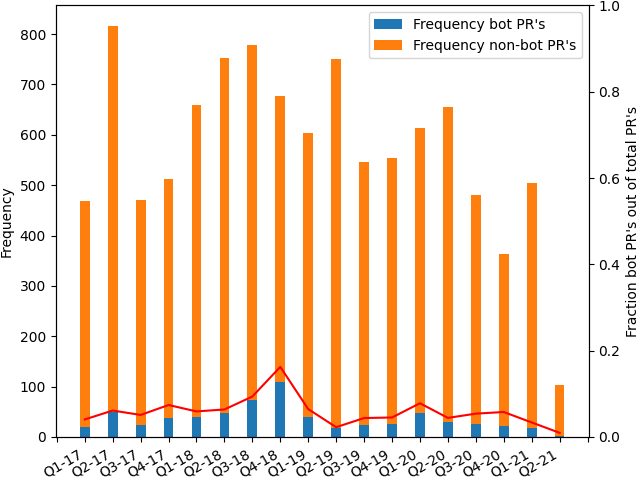 Frequency bot PR's
Frequency non-bot PR's
Frequency
800
700
600
500
400
300
200
100
0
1.0
0.8
0.6
0.4
0.2
0.0
Fraction bot PR's out of total PR's
Q1-17
Q2-17
Q3-17
Q4-17
Q1-18
Q2-18
Q3-18
Q4-18
Q1-19
Q2-19
Q3-19
Q4-19
Q1-20
Q2-20
Q3-20
Q4-20
Q1-21
Q2-21